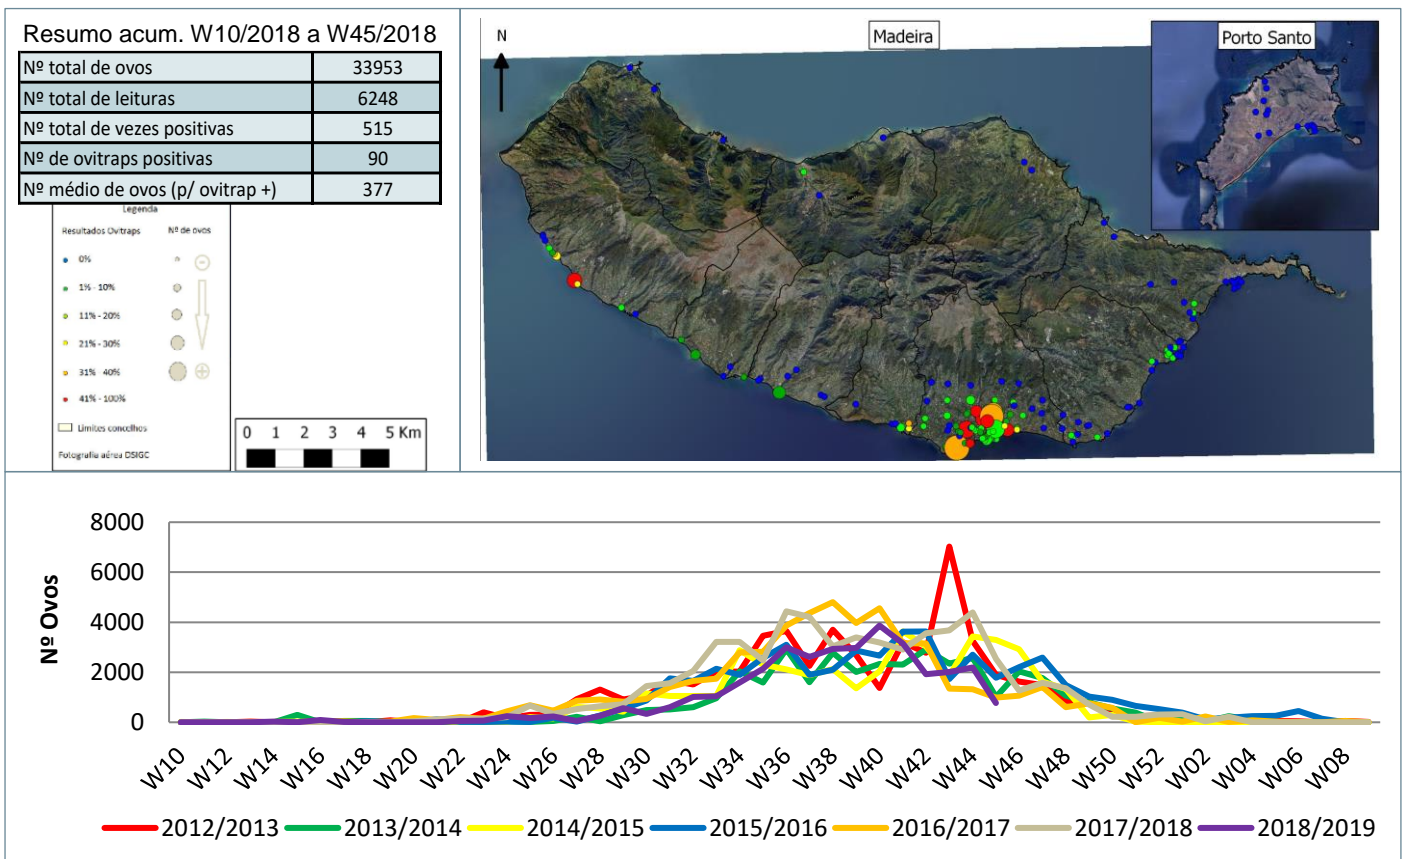 Resumo acum. W10/2018 a W45/2018
Nº total de ovos 33953
Nº total de leituras 6248
Nº total de vezes positivas 515
Nº de ovitraps positivas 90
Nº médio de ovos (p/ ovitrap +) 377
Legenda
Resultados Ovitraps Nº de ovos
0%
1% - 10%
11% - 20%
21% - 30%
31% - 40%
41% - 100%
Limites concelhos
Fotografia aérea DSIGC
0 1 2 3 4 5 Km
N
Madeira
Porto Santo
Nº Ovos
8000
6000
4000
2000
0
W10 W12 W14 W16 W18 W20 W22 W24 W26 W28 W30 W32 W34 W36 W38 W40 W42 W44 W46 W48 W50 W52 W02 W04 W06 W08
2012/2013 2013/2014 2014/2015 2015/2016 2016/2017 2017/2018 2018/2019